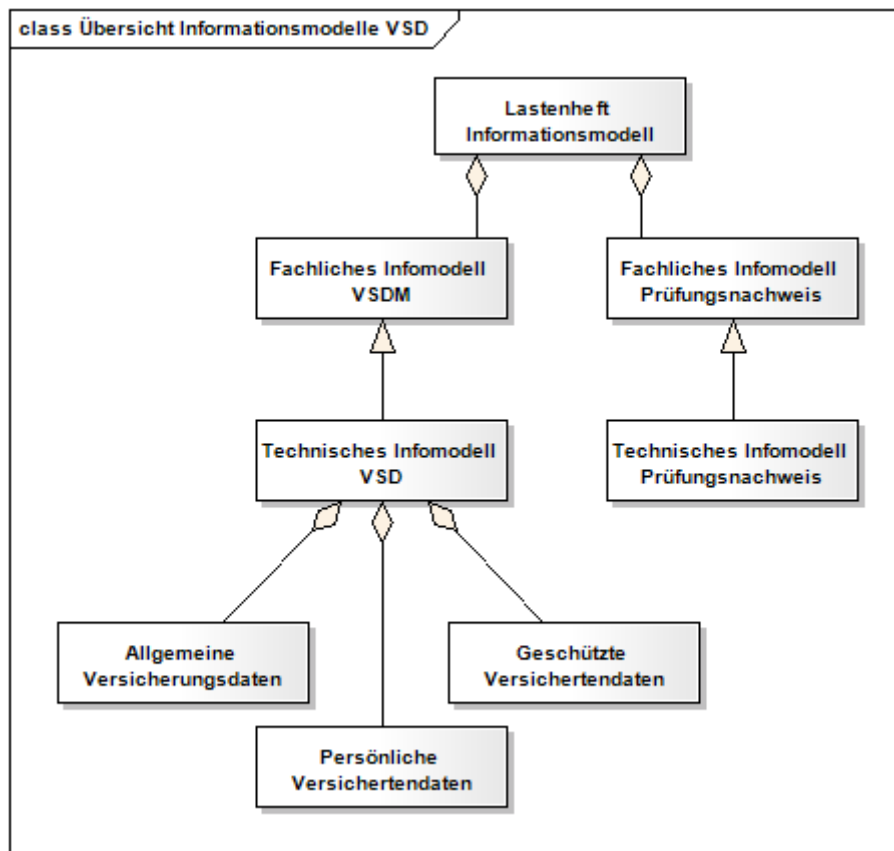 class Übersicht Informationsmodelle VSD
Lastenheft
Informationsmodell
Fachliches Infomodell
VSDM
Fachliches Infomodell
Prüfungsnachweis
Technisches Infomodell
VSD
Technisches Infomodell
Prüfungsnachweis
Allgemeine
Versicherungsdaten
Geschützte
Versichertendaten
Persönliche
Versichertendaten